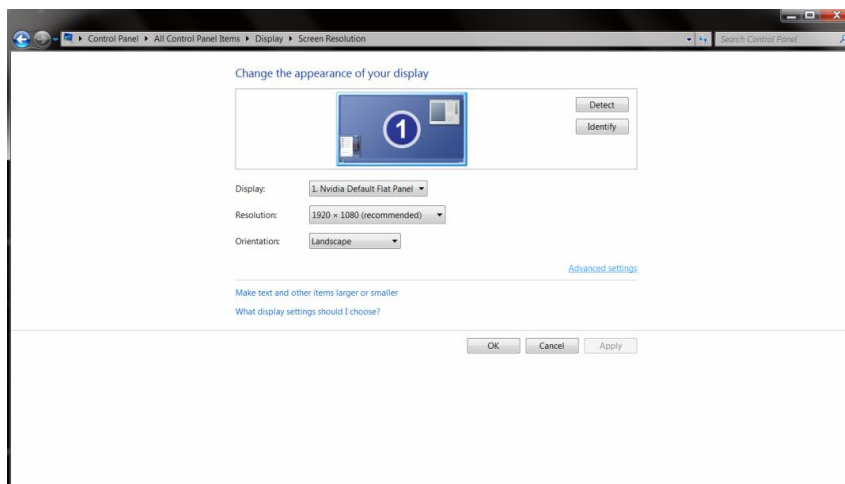 Control Panel ▸ All Control Panel Items ▸ Display ▸ Screen Resolution
Search Control Panel
Change the appearance of your display
1
Detect
Identify
Display: 1. Nvidia Default Flat Panel
Resolution: 1920 × 1080 (recommended)
Orientation: Landscape
Advanced settings
Make text and other items larger or smaller
What display settings should I choose?
OK Cancel Apply